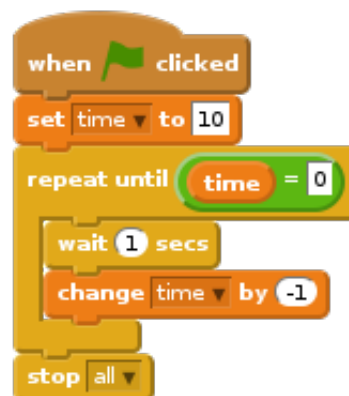 when clicked
set time to 10
repeat until time = 0
wait 1 secs
change time by -1
stop all